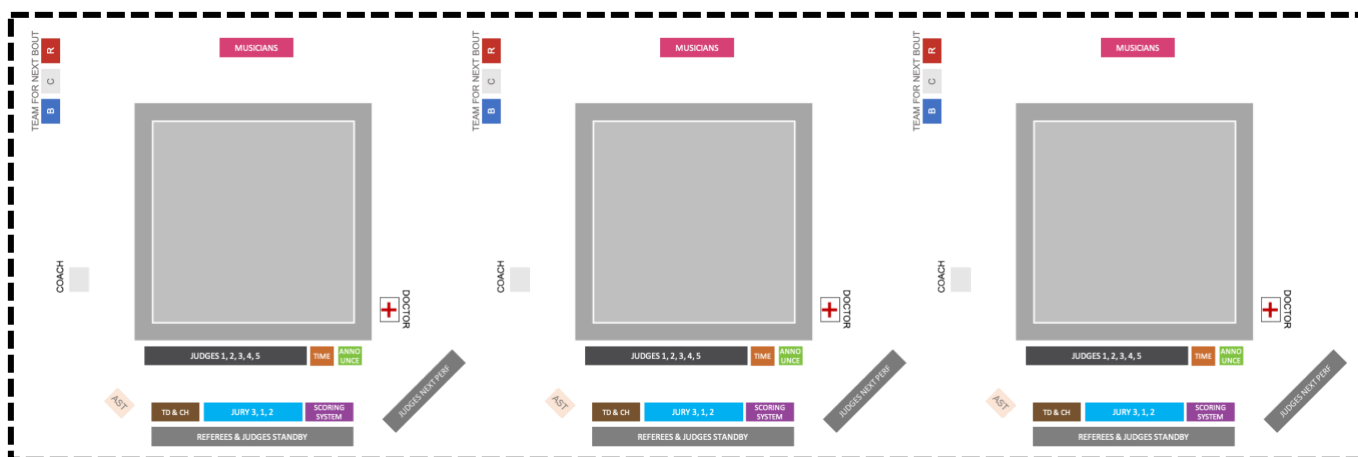 MUSICIANS
TEAM FOR NEXT BOUT
R
C
B
COACH
DOCTOR
JUDGES 1, 2, 3, 4, 5
TIME
ANNO
UNCE
JUDGES NEXT PERF
AST
TD & CH
JURY 3, 1, 2
SCORING
SYSTEM
REFEREES & JUDGES STANDBY
MUSICIANS
TEAM FOR NEXT BOUT
R
C
B
COACH
DOCTOR
JUDGES 1, 2, 3, 4, 5
TIME
ANNO
UNCE
JUDGES NEXT PERF
AST
TD & CH
JURY 3, 1, 2
SCORING
SYSTEM
REFEREES & JUDGES STANDBY
MUSICIANS
TEAM FOR NEXT BOUT
R
C
B
COACH
DOCTOR
JUDGES 1, 2, 3, 4, 5
TIME
ANNO
UNCE
JUDGES NEXT PERF
AST
TD & CH
JURY 3, 1, 2
SCORING
SYSTEM
REFEREES & JUDGES STANDBY